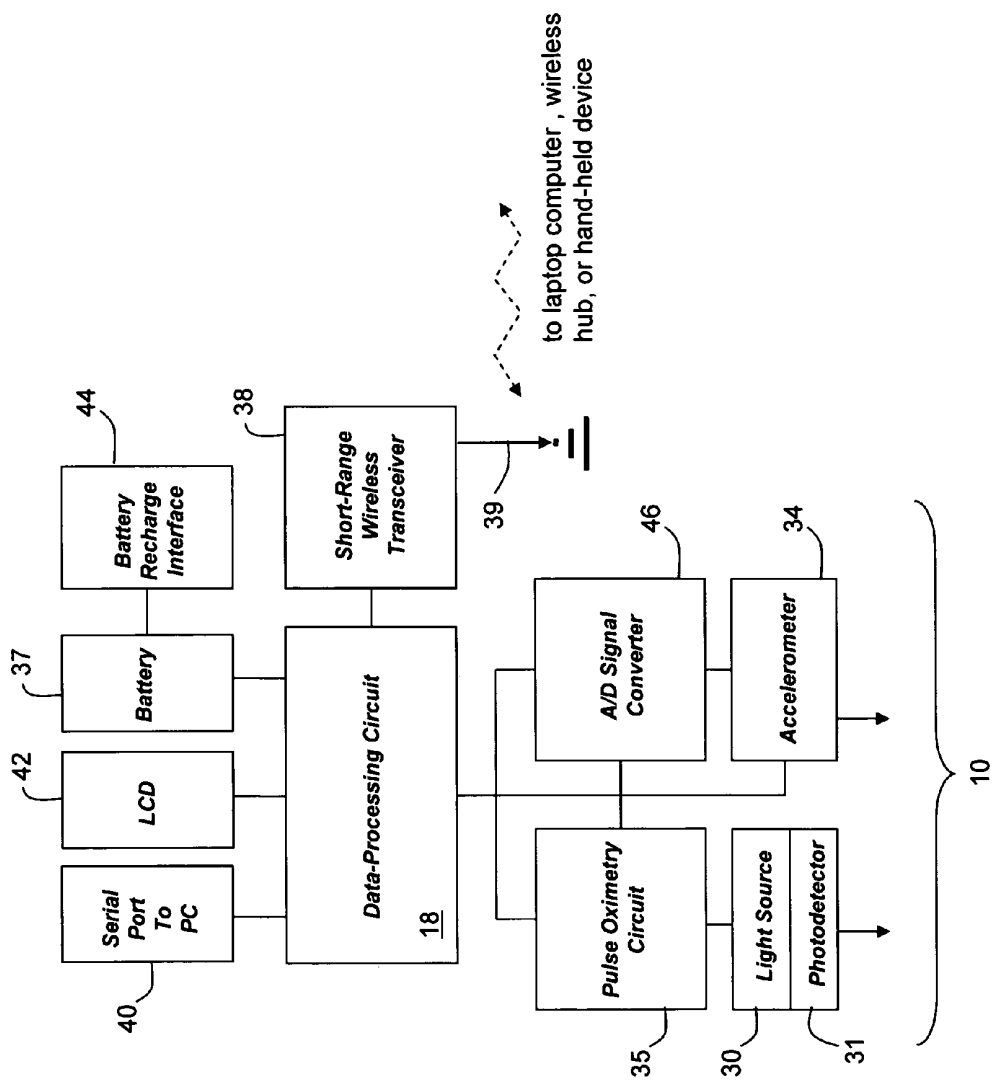 44
Battery
Recharge
Interface
37
Battery
42
LCD
Serial
Port
To
PC
40
38
Short-Range
Wireless
Transceiver
39
to laptop computer , wireless
hub, or hand-held device
Data-Processing Circuit
18
46
A/D Signal
Converter
34
Accelerometer
Pulse Oximetry
Circuit
35
Light Source
30
Photodetector
31
10